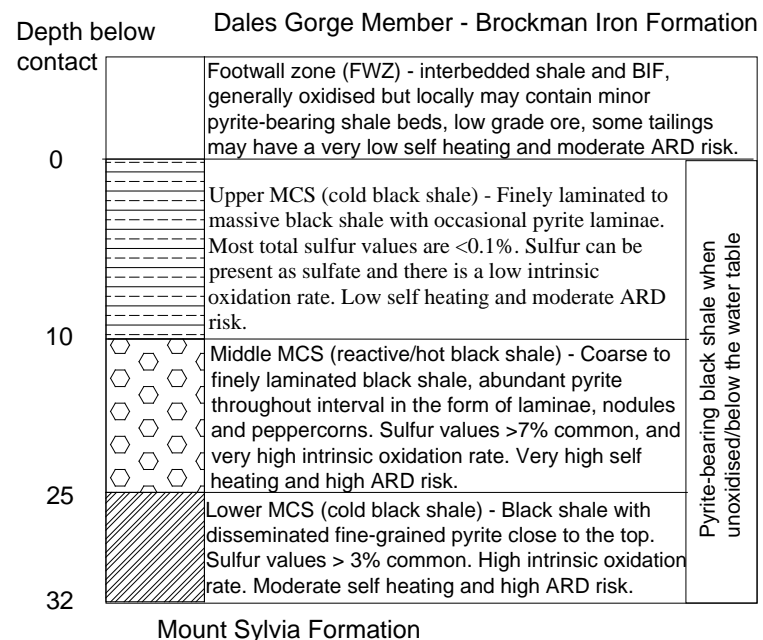 Dales Gorge Member - Brockman Iron Formation
Depth below
contact
Footwall zone (FWZ) - interbedded shale and BIF,
generally oxidised but locally may contain minor
pyrite-bearing shale beds, low grade ore, some tailings
may have a very low self heating and moderate ARD risk.
0
Upper MCS (cold black shale) - Finely laminated to
massive black shale with occasional pyrite laminae.
Most total sulfur values are <0.1%. Sulfur can be
present as sulfate and there is a low intrinsic
oxidation rate. Low self heating and moderate ARD
risk.
10
Middle MCS (reactive/hot black shale) - Coarse to
finely laminated black shale, abundant pyrite
throughout interval in the form of laminae, nodules
and peppercorns. Sulfur values >7% common, and
very high intrinsic oxidation rate. Very high self
heating and high ARD risk.
25
Lower MCS (cold black shale) - Black shale with
disseminated fine-grained pyrite close to the top.
Sulfur values > 3% common. High intrinsic oxidation
rate. Moderate self heating and high ARD risk.
32
Pyrite-bearing black shale when
unoxidised/below the water table
Mount Sylvia Formation